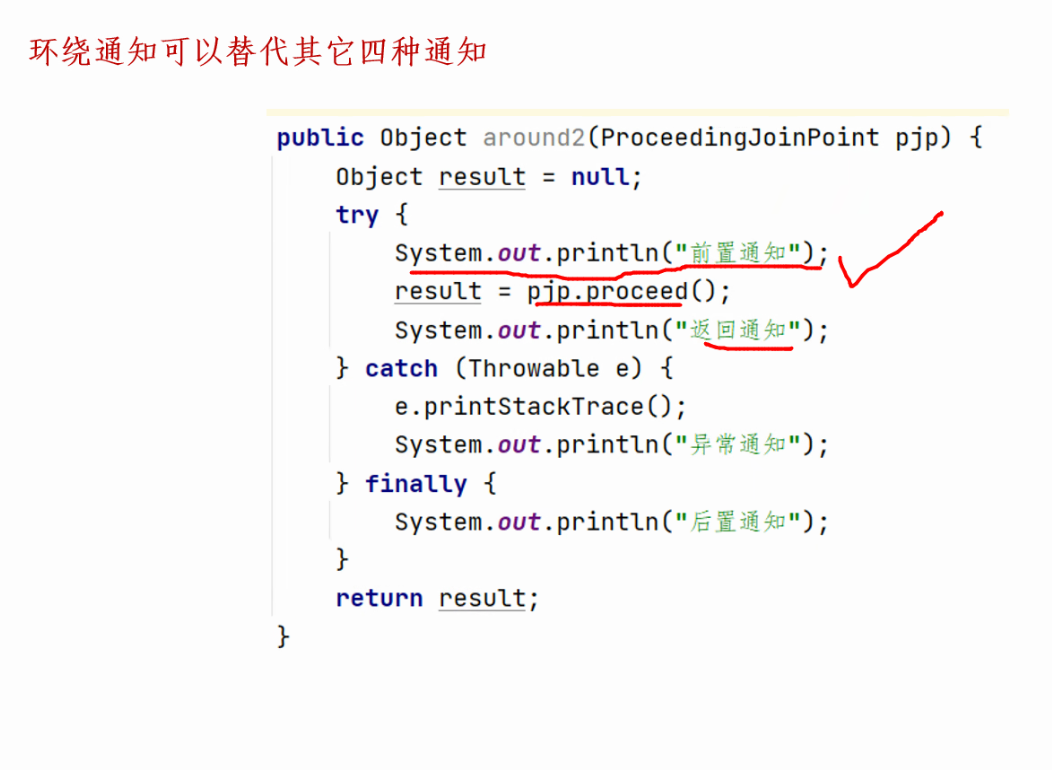 环绕通知可以替代其它四种通知
public Object around2(ProceedingJoinPoint pjp) {
Object result = null;
try {
System.out.println("前置通知");
result = pjp.proceed();
System.out.println("返回通知");
} catch (Throwable e) {
e.printStackTrace();
System.out.println("异常通知");
} finally {
System.out.println("后置通知");
}
return result;
}